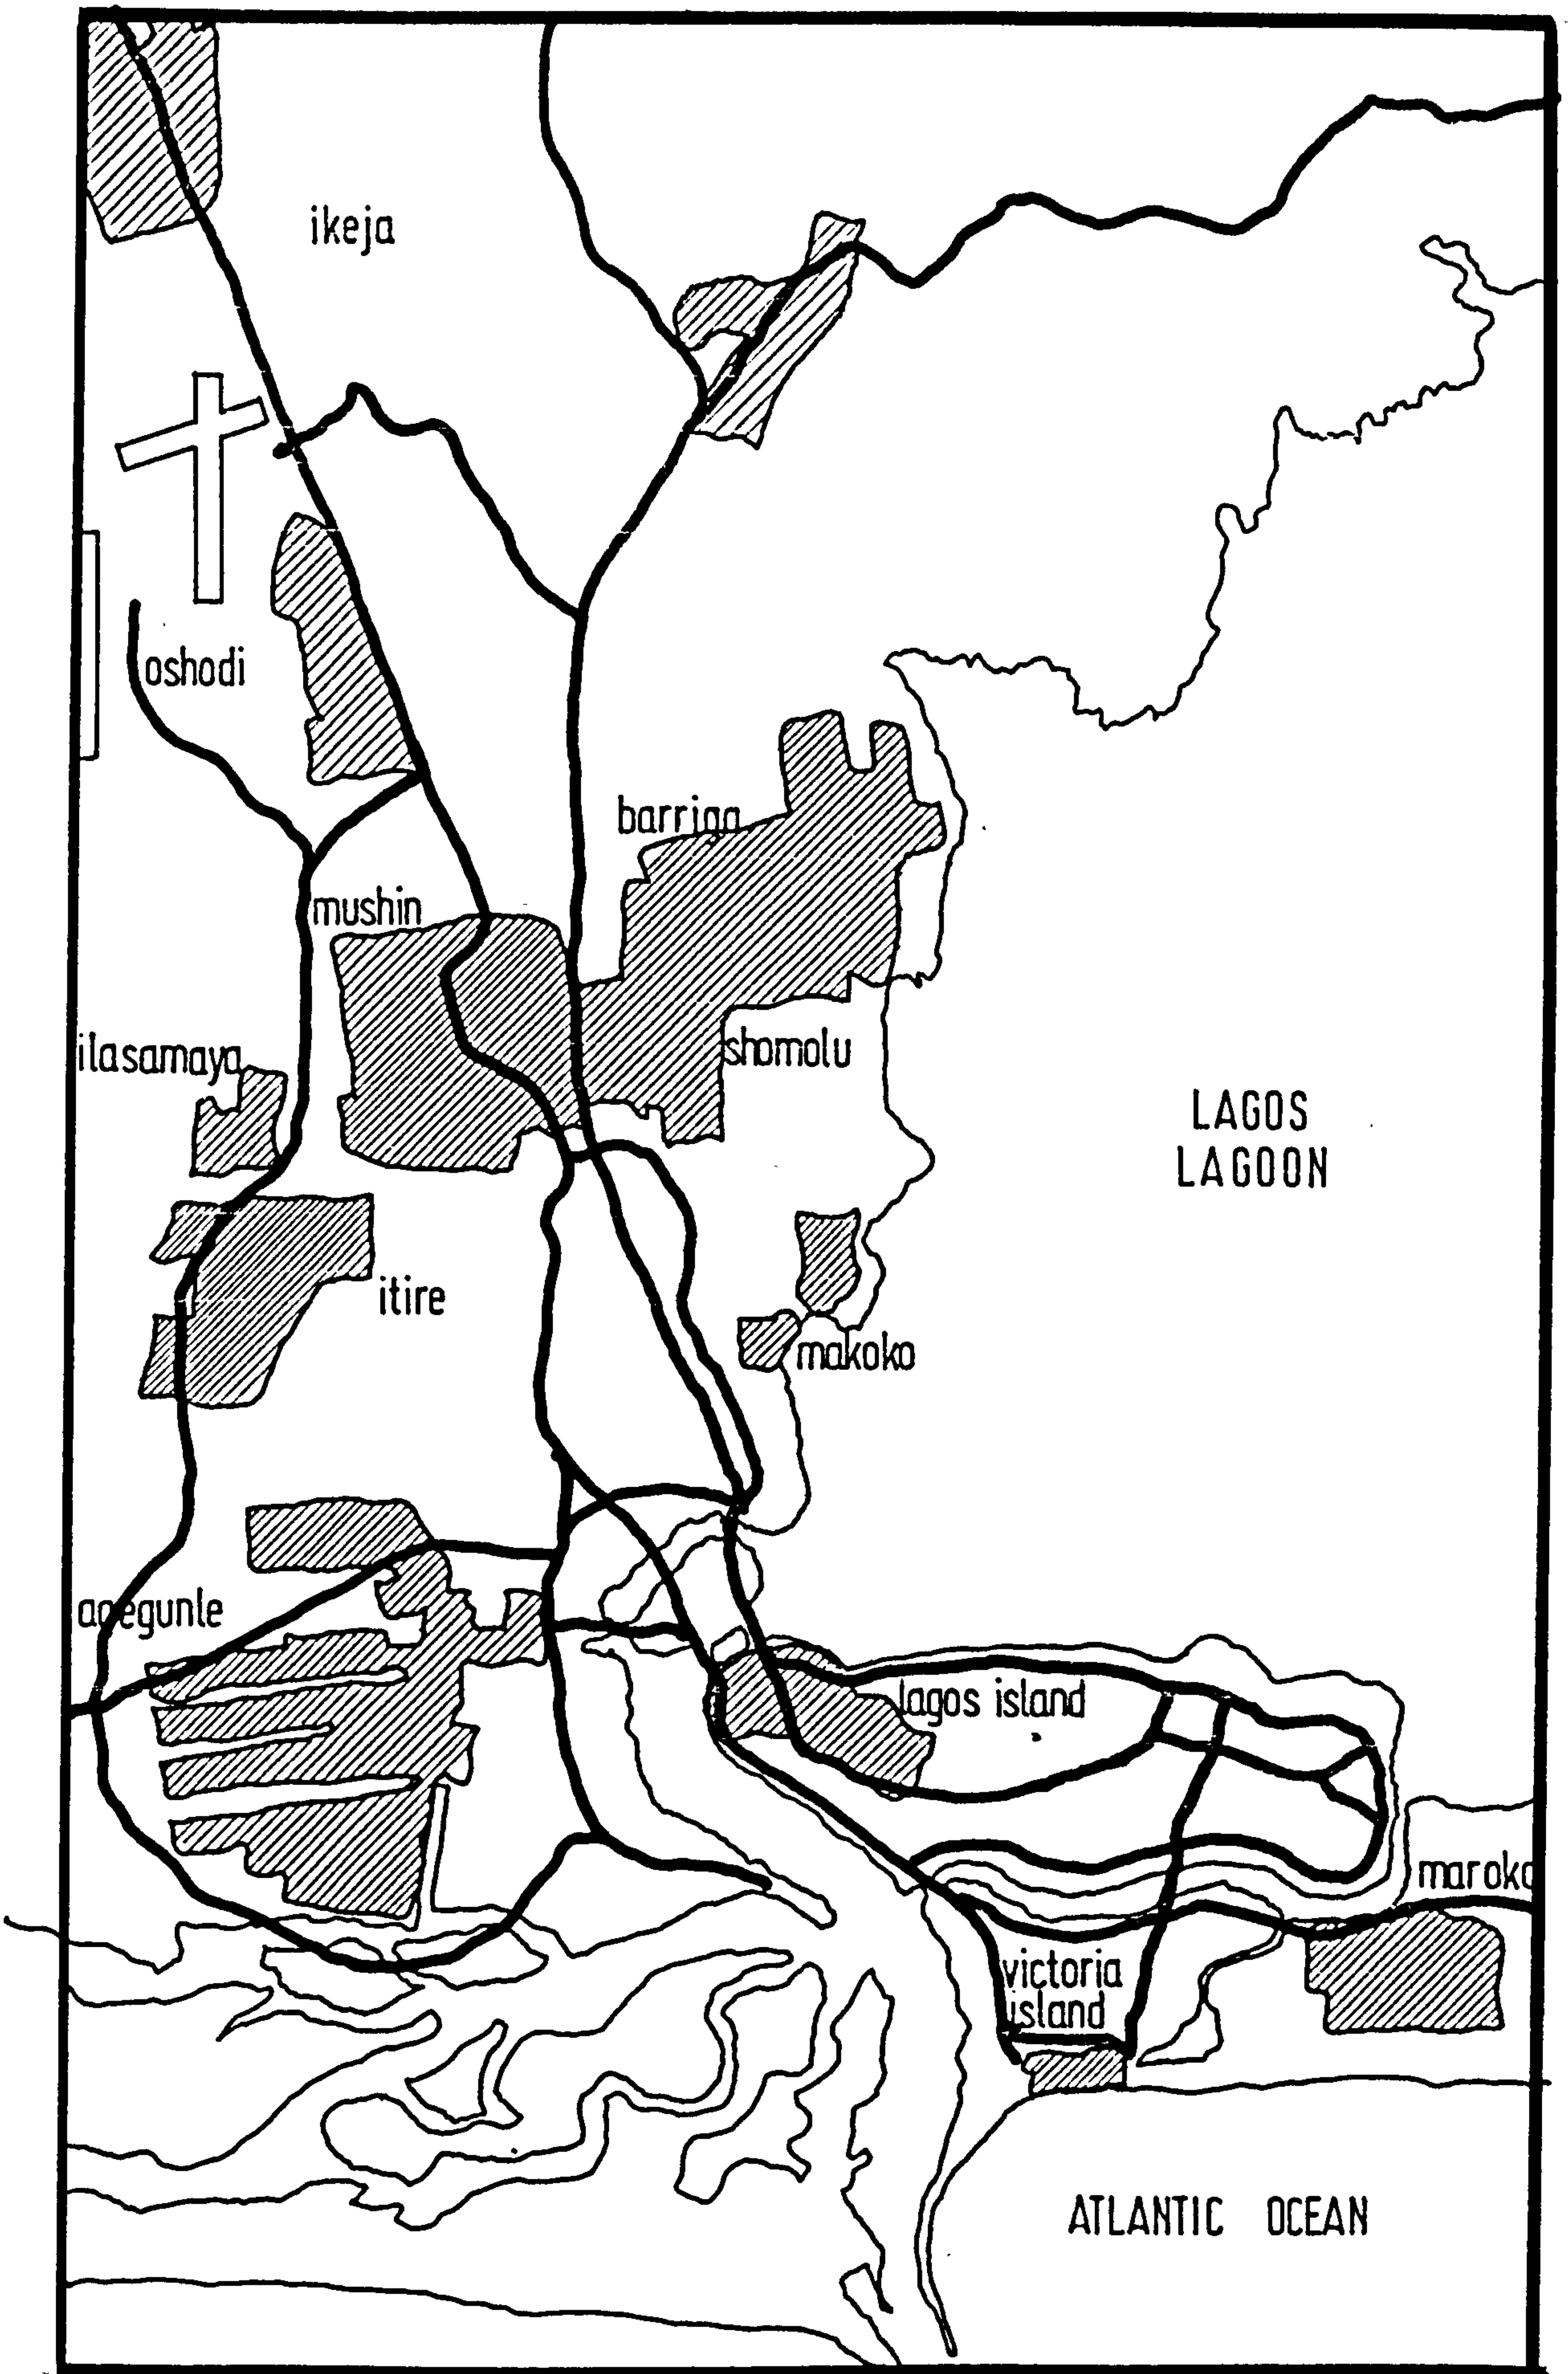 ikeja
oshodi
barriga
mushin
ilasamaya
shomolu
LAGOS
LAGOON
itire
makoko
agegunle
lagos island
maroko
victoria
island
ATLANTIC OCEAN